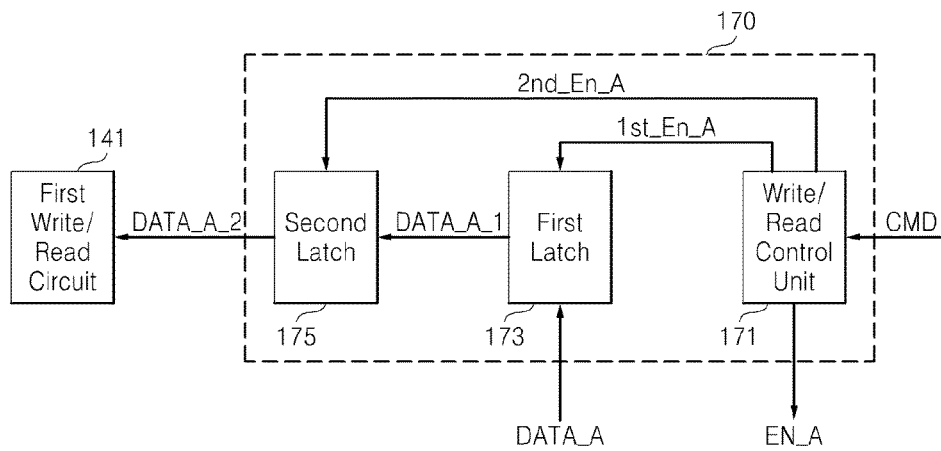 170
2nd_En_A
1st_En_A
141
First
Write/
Read
Circuit
DATA_A_2
Second
Latch
DATA_A_1
First
Latch
Write/
Read
Control
Unit
CMD
175
173
171
DATA_A
EN_A